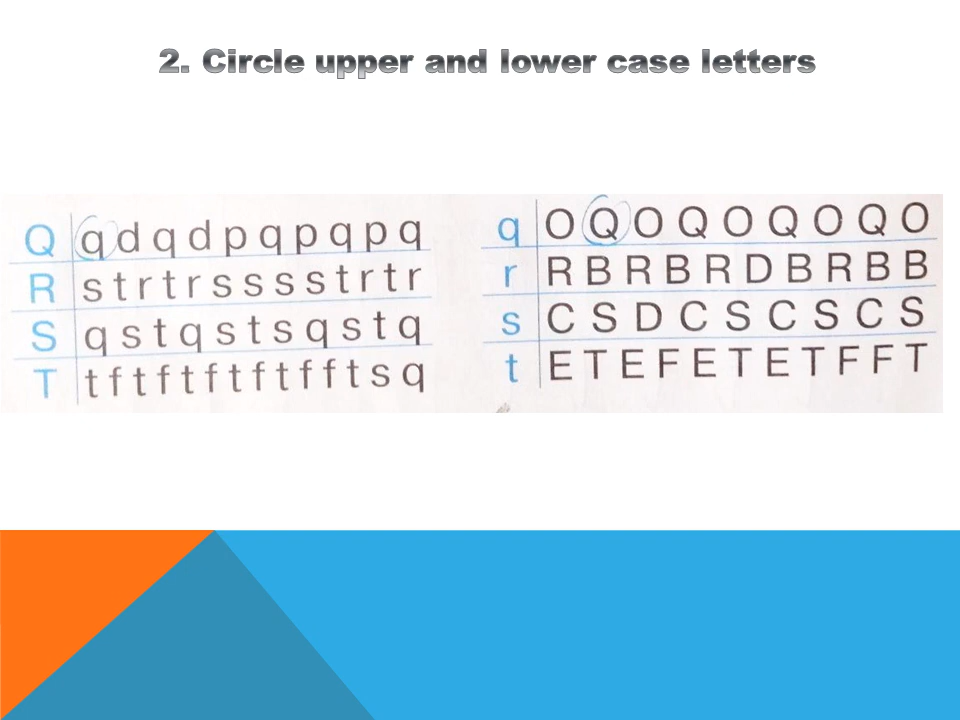 2. Circle upper and lower case letters
Q q d q d p q p q p q
R s t r t r s s s s t r t r
S q s t q s t s q s t q
T t f t f t f t f t f f t s q
q O Q O Q O Q O Q O
r R B R B R D B R B B
s C S D C S C S C S
t E T E F E T E T F F T